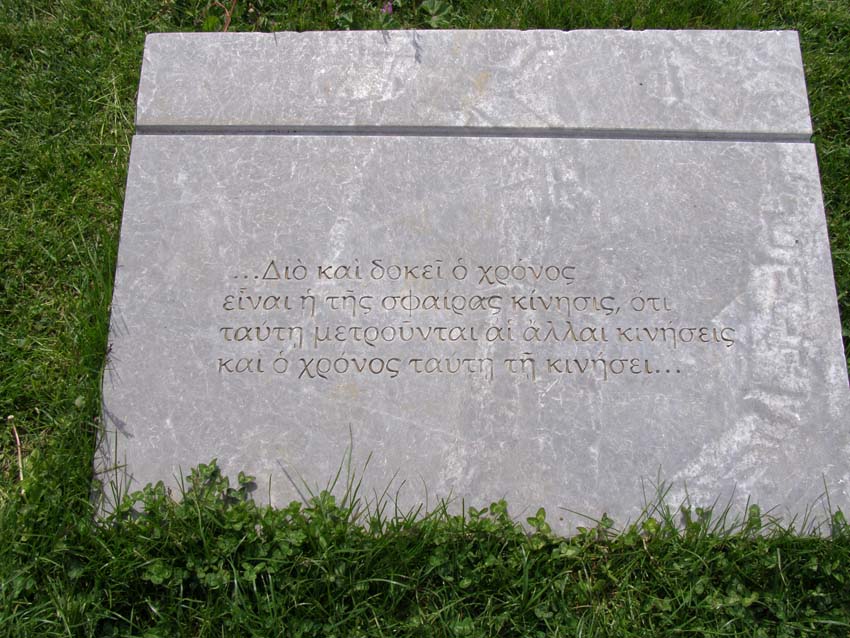 ...Διὸ καὶ δοκεῖ ὁ χρόνος
εἶναι ἡ τῆς σφαίρας κίνησις, ὅτι
ταύτῃ μετροῦνται αἱ ἄλλαι κινήσεις
καὶ ὁ χρόνος ταύτῃ τῇ κινήσει...